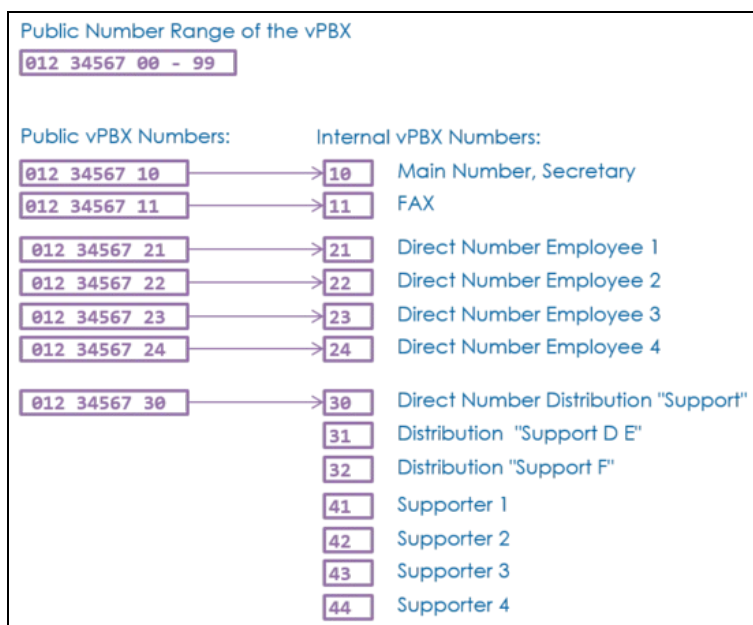 Public Number Range of the vPBX
012 34567 00 - 99
Public vPBX Numbers: Internal vPBX Numbers:
012 34567 10 10 Main Number, Secretary
012 34567 11 11 FAX
012 34567 21 21 Direct Number Employee 1
012 34567 22 22 Direct Number Employee 2
012 34567 23 23 Direct Number Employee 3
012 34567 24 24 Direct Number Employee 4
012 34567 30 30 Direct Number Distribution "Support"
31 Distribution "Support D E"
32 Distribution "Support F"
41 Supporter 1
42 Supporter 2
43 Supporter 3
44 Supporter 4